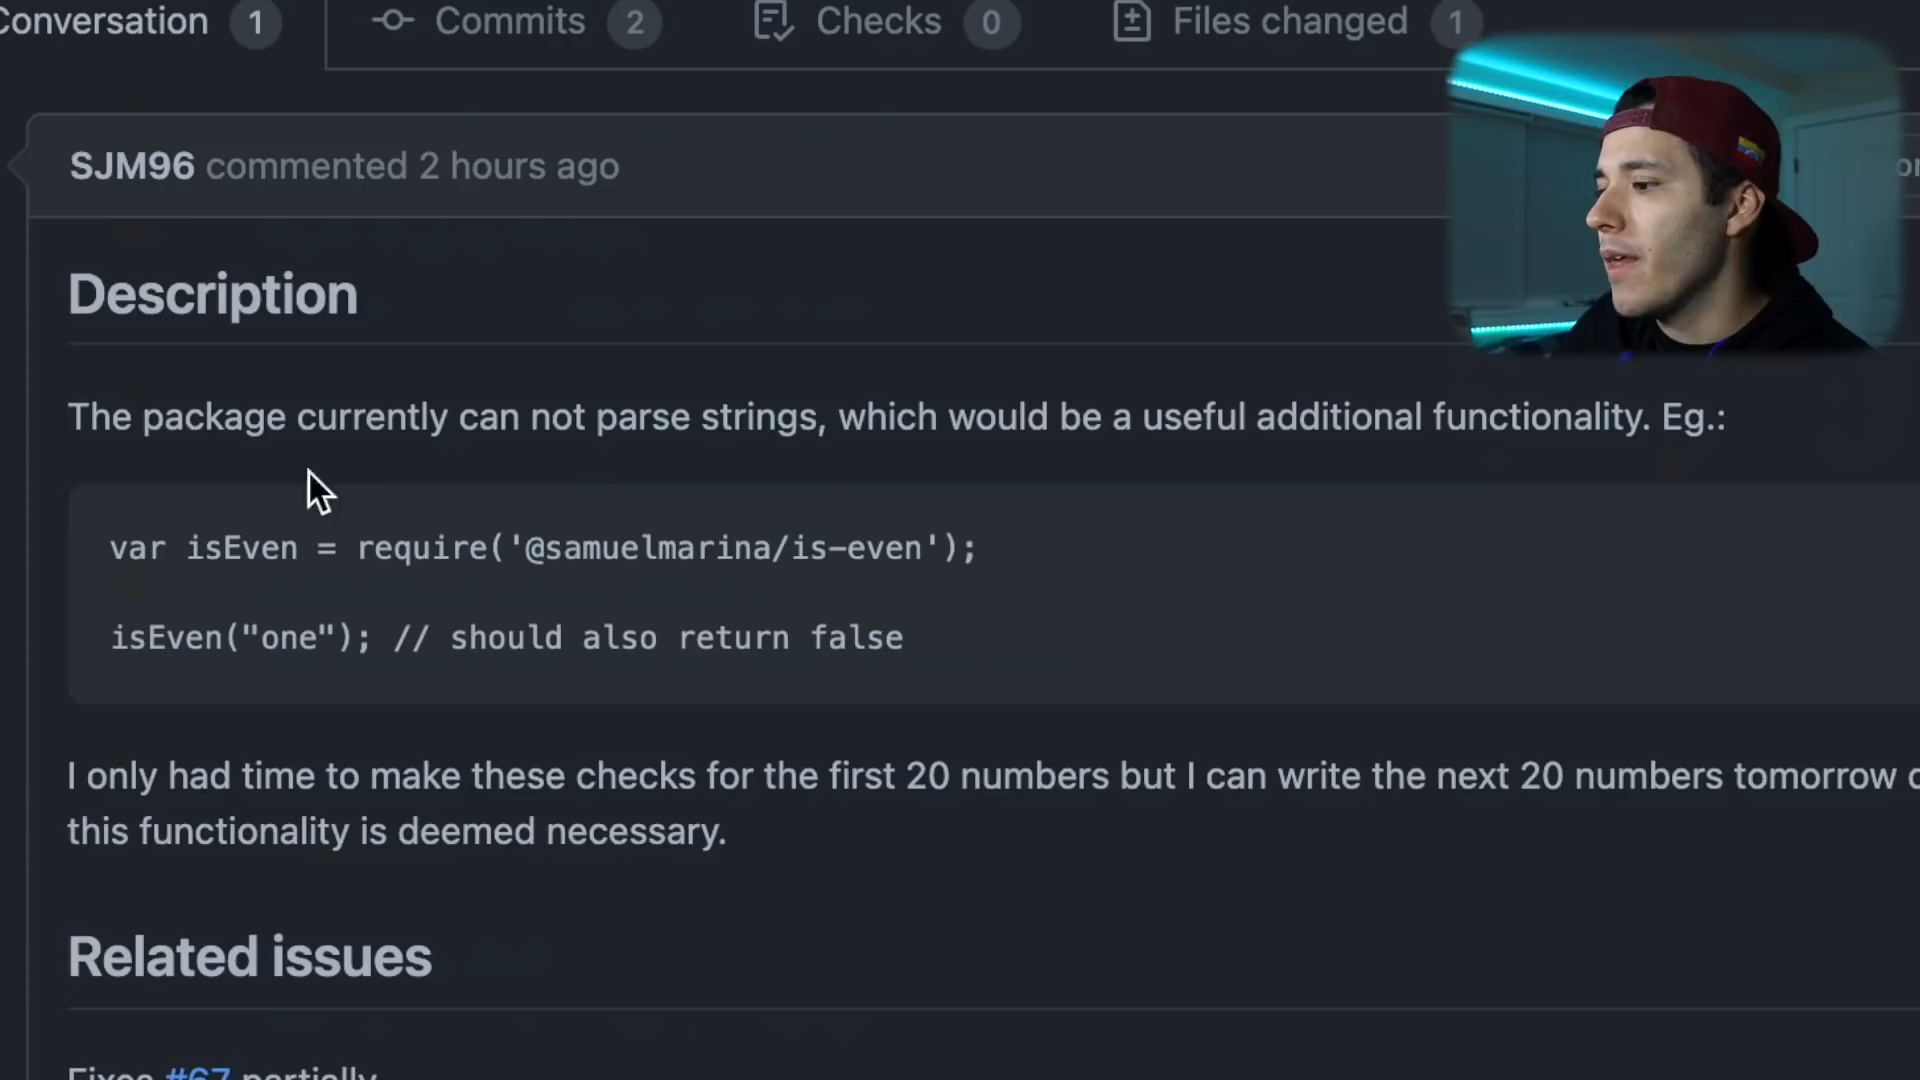 Conversation 1 Commits 2 Checks 0 Files changed 1
SJM96 commented 2 hours ago
Description
The package currently can not parse strings, which would be a useful additional functionality. Eg.:
var isEven = require('@samuelmarina/is-even');
isEven("one"); // should also return false
I only had time to make these checks for the first 20 numbers but I can write the next 20 numbers tomorrow
this functionality is deemed necessary.
Related issues
Fixes #67 partially